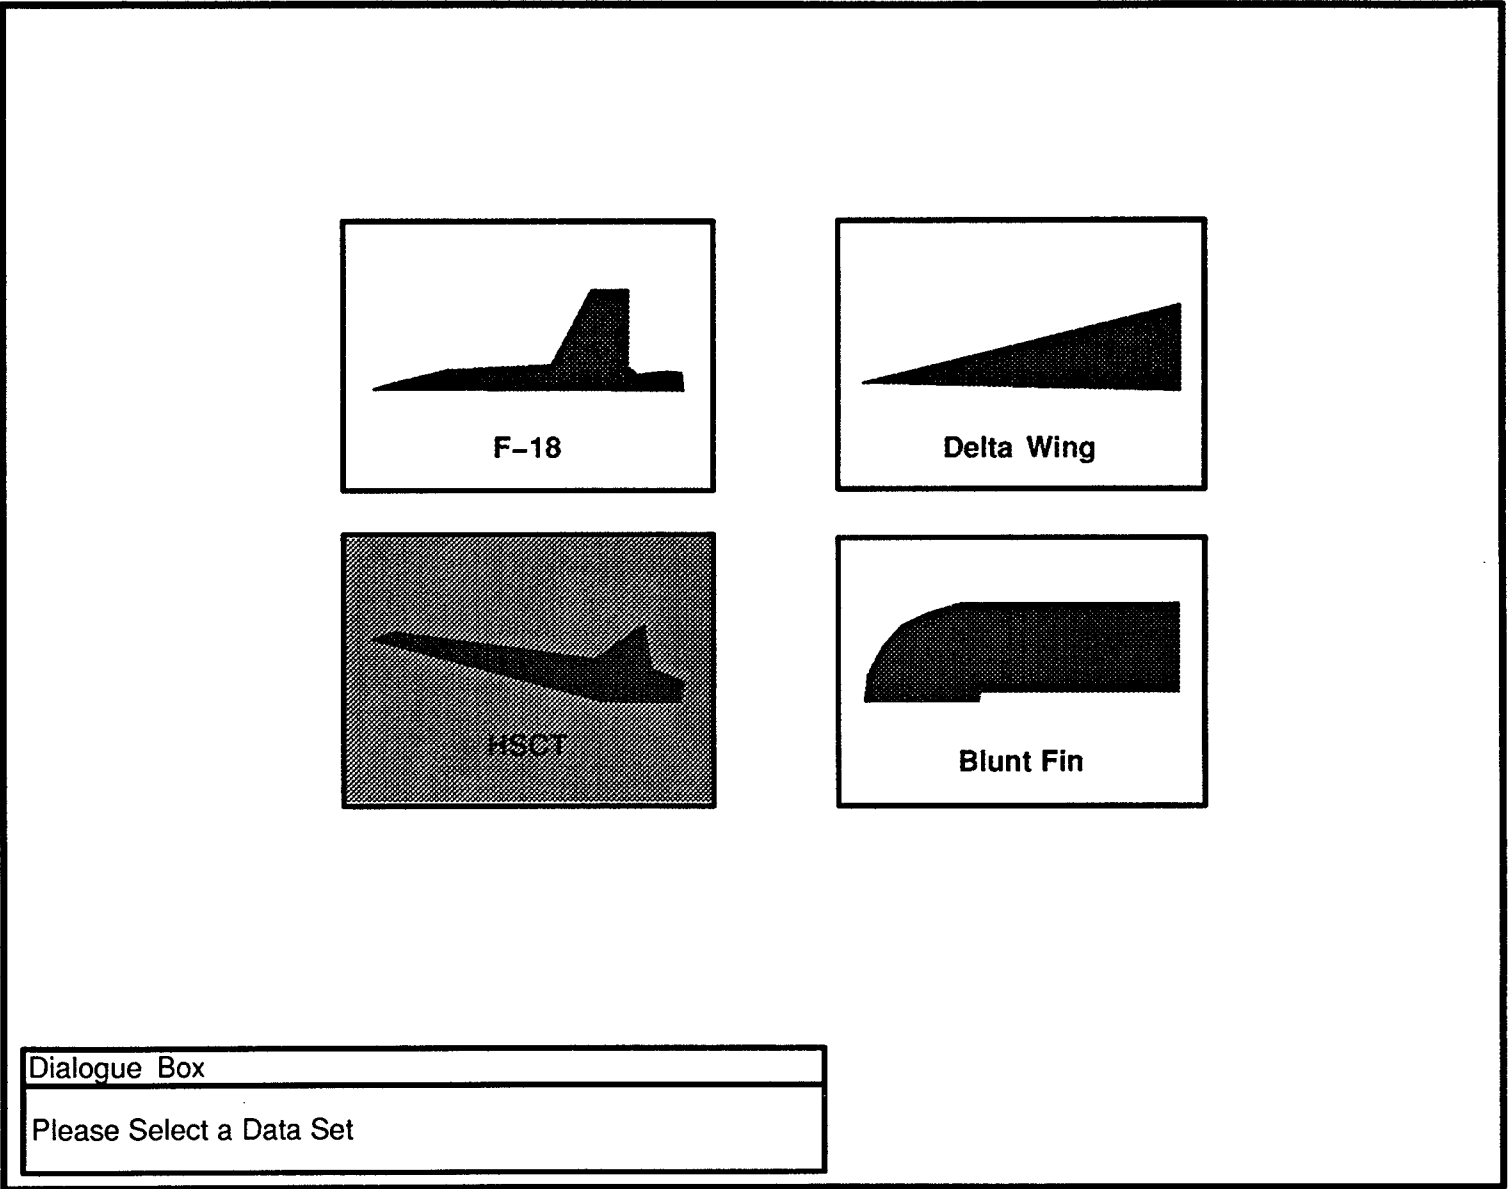 F-18
Delta Wing
HSCT
Blunt Fin
Dialogue Box
Please Select a Data Set